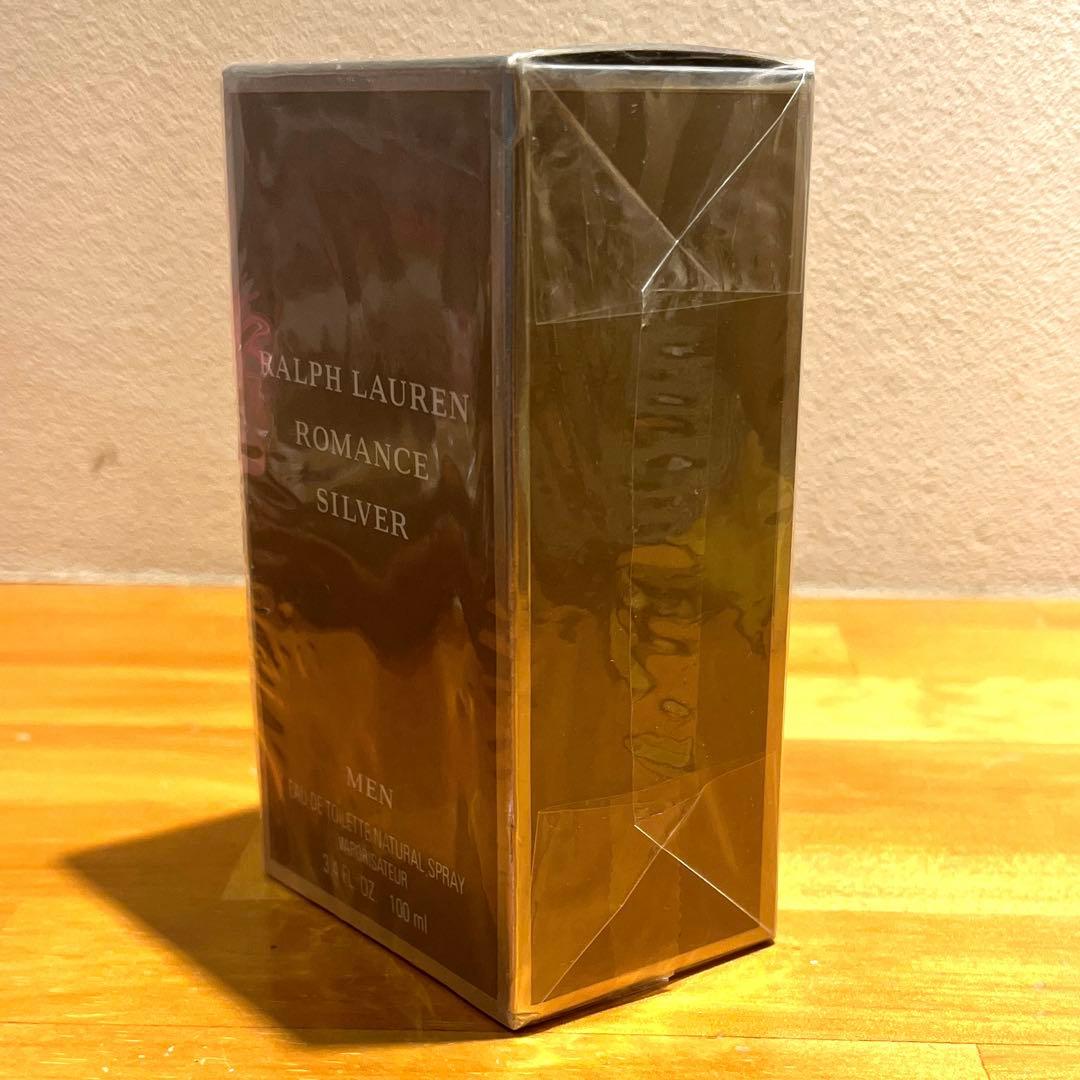 RALPH LAUREN
ROMANCE
SILVER
MEN
EAU DE TOILETTE NATURAL SPRAY
VAPORISATEUR
3.4 FL OZ 100 ml